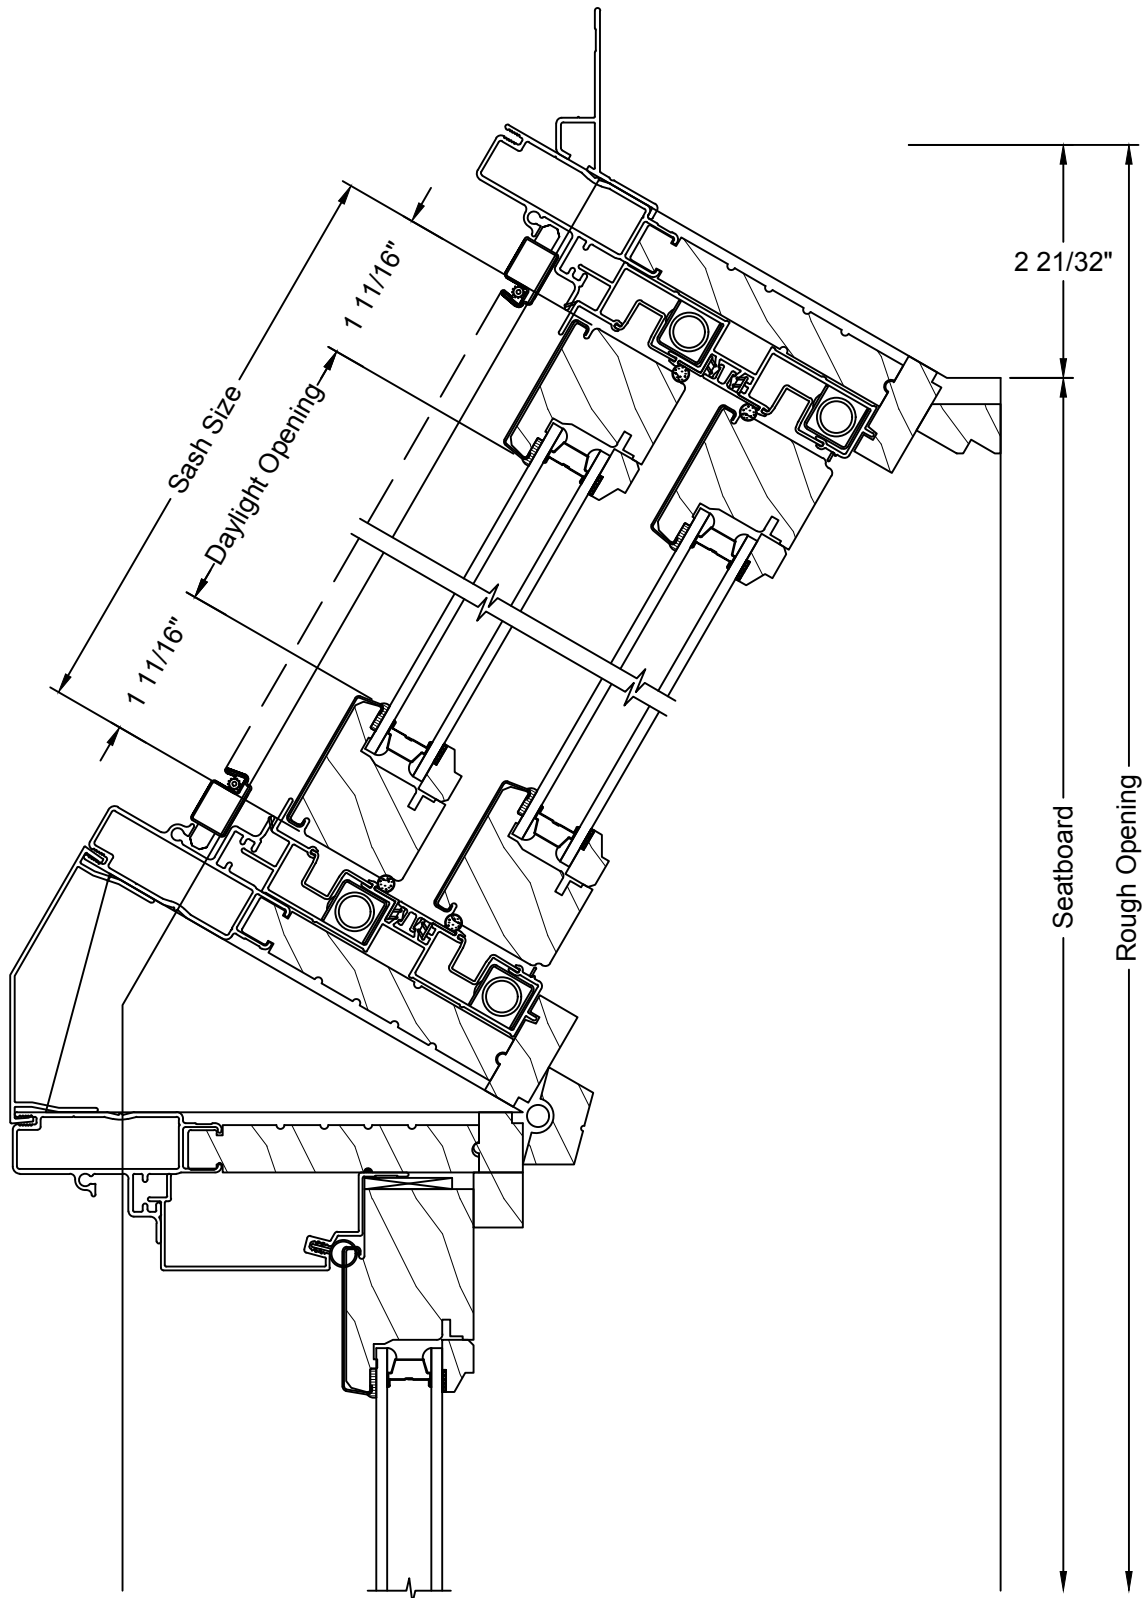 2 21/32"
1 11/16"
Sash Size
Daylight Opening
1 11/16"
Seatboard
Rough Opening